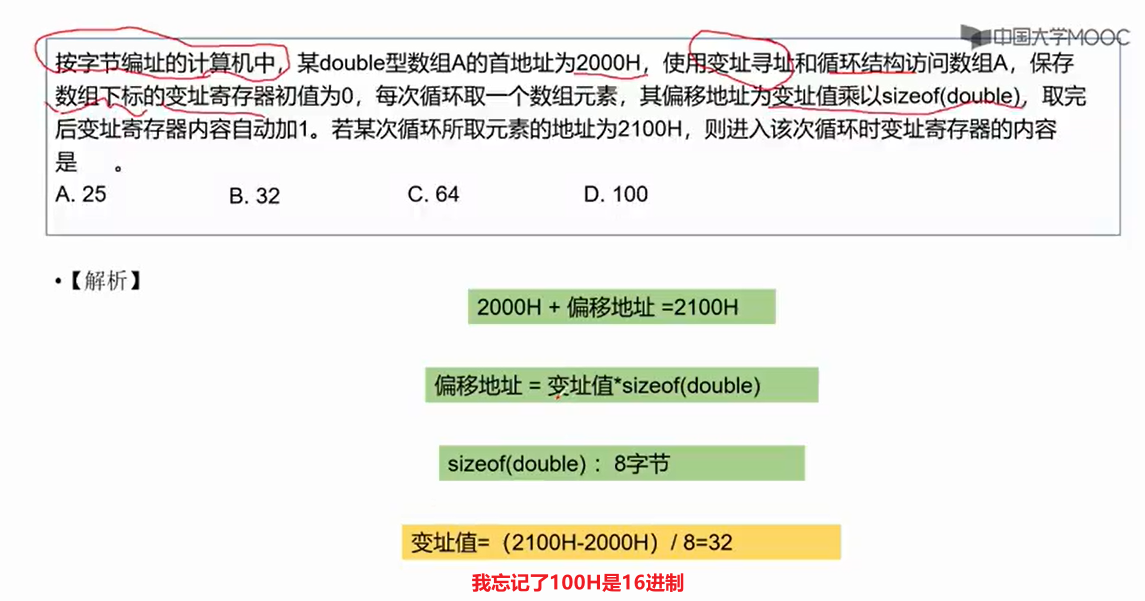 中国大学MOOC
按字节编址的计算机中，某double型数组A的首地址为2000H，使用变址寻址和循环结构访问数组A，保存
数组下标的变址寄存器初值为0，每次循环取一个数组元素，其偏移地址为变址值乘以sizeof(double)，取完
后变址寄存器内容自动加1。若某次循环所取元素的地址为2100H，则进入该次循环时变址寄存器的内容
是 。
A. 25 B. 32 C. 64 D. 100
•【解析】
2000H + 偏移地址 =2100H
偏移地址 = 变址值*sizeof(double)
sizeof(double) ：8字节
变址值=（2100H-2000H）/ 8=32
我忘记了100H是16进制